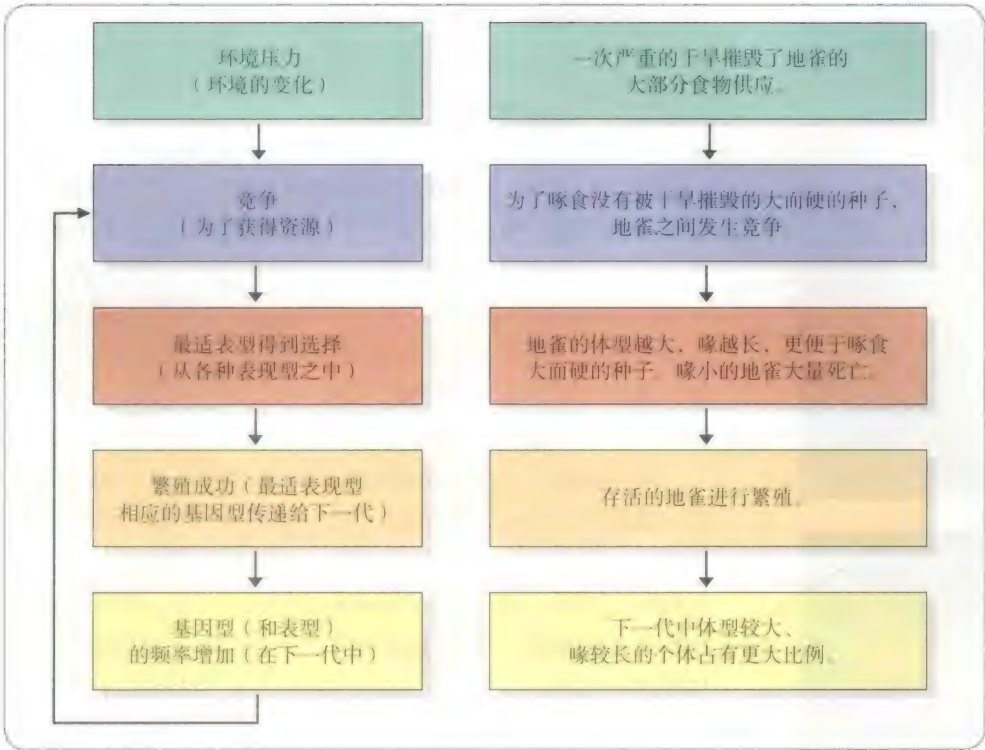 环境压力
（环境的变化）
一次严重的干旱摧毁了地雀的
大部分食物供应。
竞争
（为了获得资源）
为了啄食没有被干旱摧毁的大而硬的种子，
地雀之间发生竞争
最适表型得到选择
（从各种表现型之中）
地雀的体型越大、喙越长，更便于啄食
大而硬的种子。喙小的地雀大量死亡。
繁殖成功（最适表现型
相应的基因型传递给下一代）
存活的地雀进行繁殖。
基因型（和表型）
的频率增加（在下一代中）
下一代中体型较大、
喙较长的个体占有更大比例。